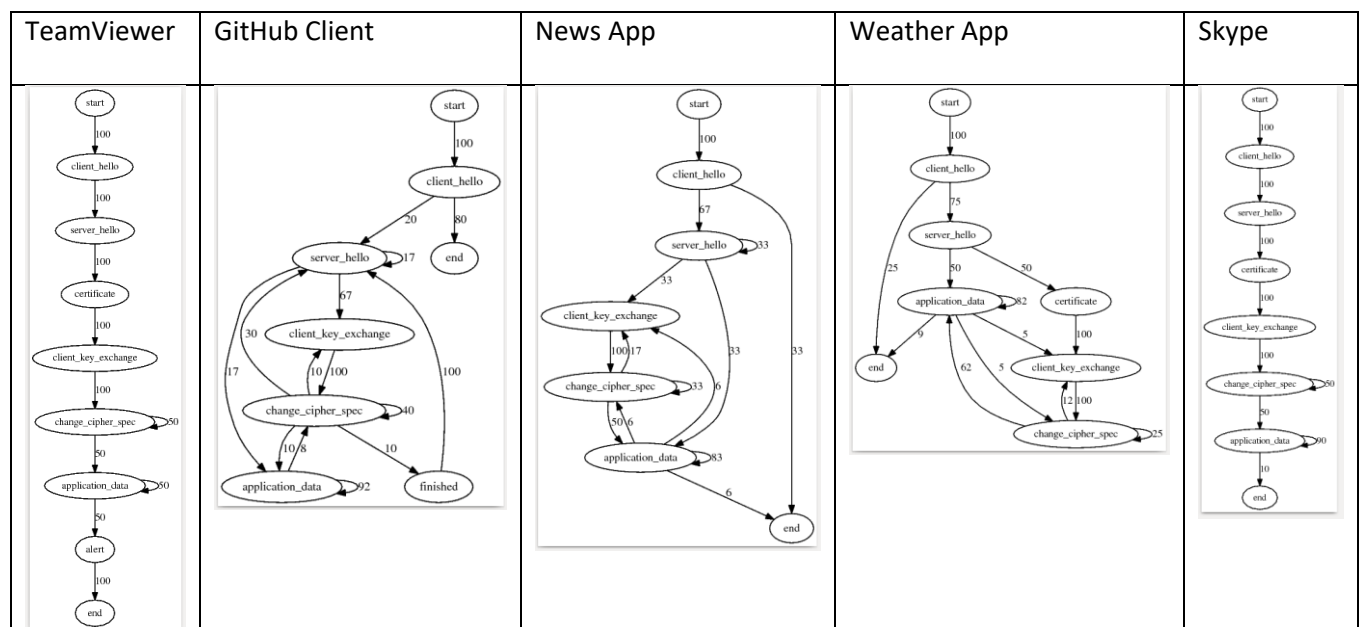 TeamViewer
GitHub Client
News App
Weather App
Skype
start
100
client_hello
100
server_hello
100
certificate
100
client_key_exchange
100
change_cipher_spec
50
50
application_data
50
50
alert
100
end
start
100
client_hello
20
80
server_hello
17
end
67
30
client_key_exchange
17
10
100
100
change_cipher_spec
40
10
8
10
application_data
92
finished
start
100
client_hello
67
server_hello
33
33
client_key_exchange
33
33
100
17
change_cipher_spec
33
6
50
6
application_data
83
6
end
start
100
client_hello
75
server_hello
25
50
50
application_data
82
certificate
9
5
100
end
62
5
client_key_exchange
12
100
change_cipher_spec
25
start
100
client_hello
100
server_hello
100
certificate
100
client_key_exchange
100
change_cipher_spec
50
50
application_data
90
10
end